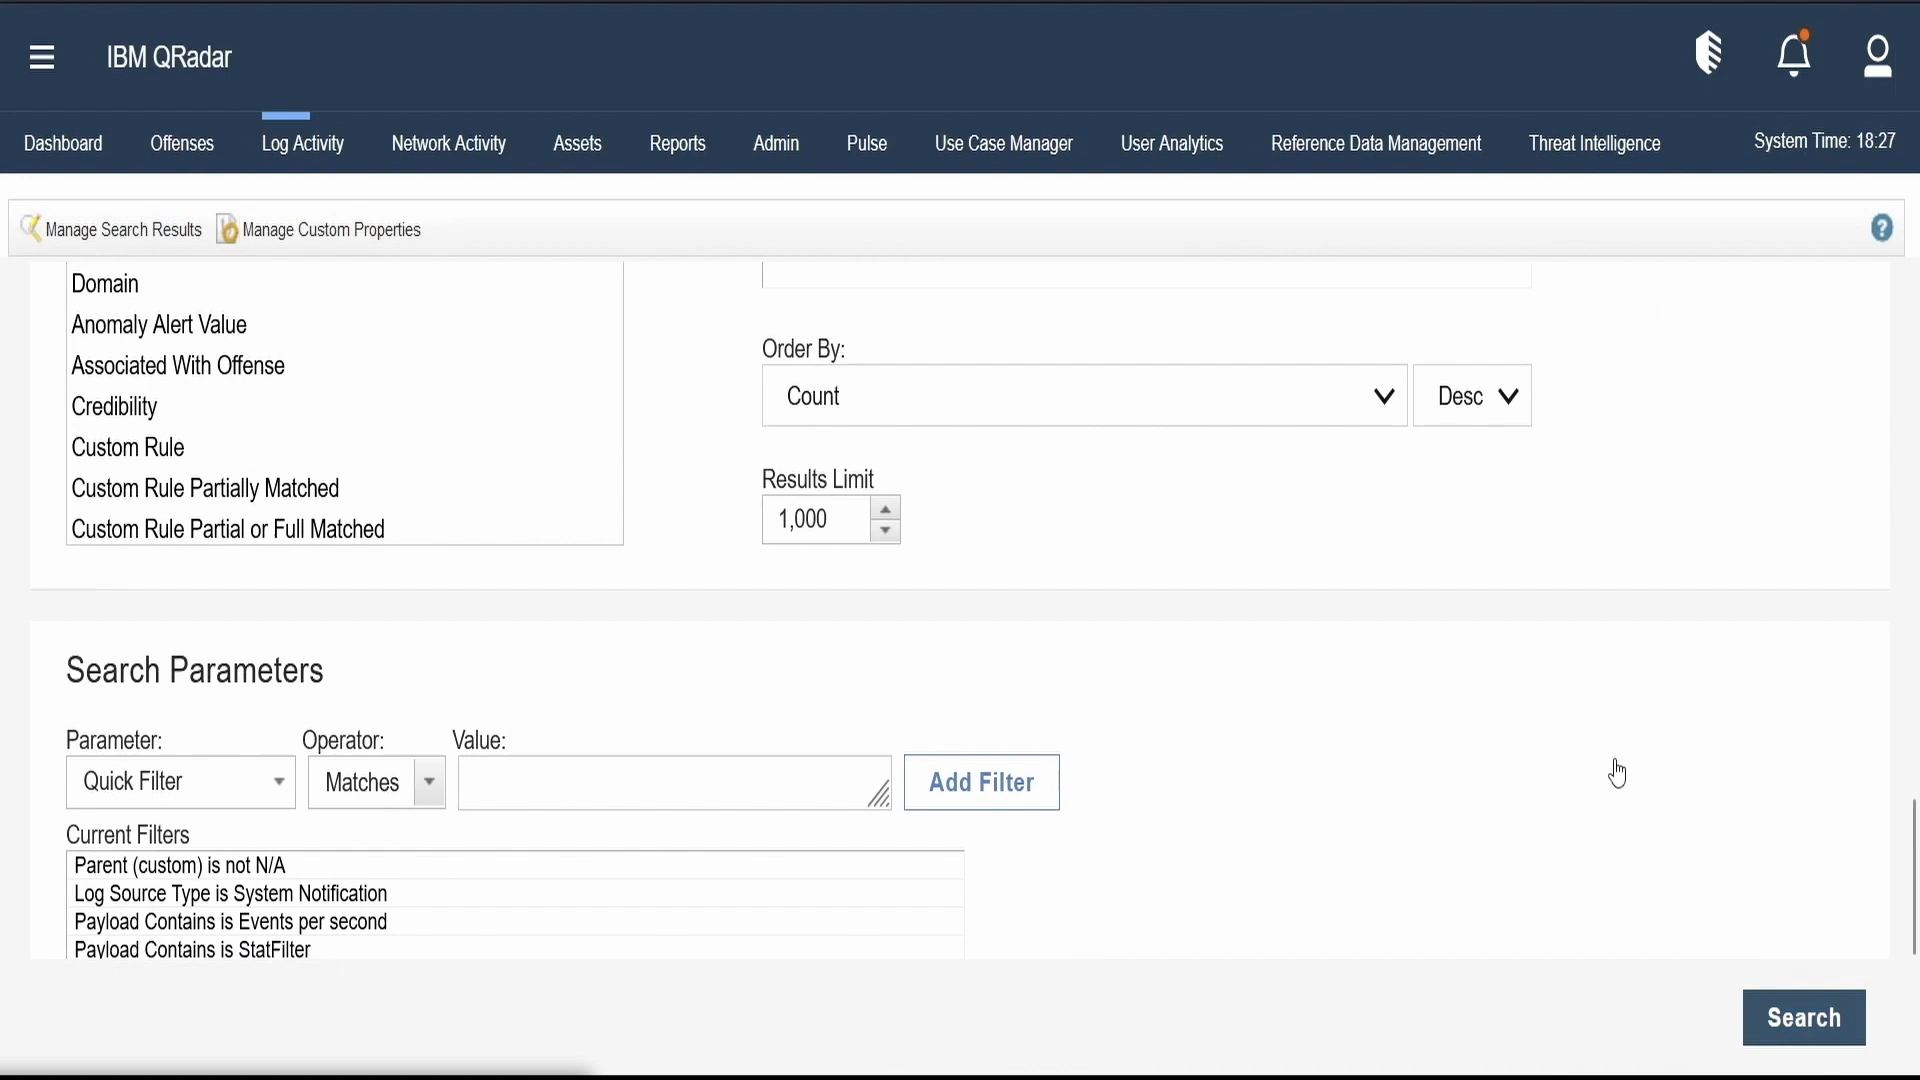 IBM QRadar
Dashboard Offenses Log Activity Network Activity Assets Reports Admin Pulse Use Case Manager User Analytics Reference Data Management Threat Intelligence System Time: 18:27
Manage Search Results Manage Custom Properties ?
Domain
Anomaly Alert Value
Associated With Offense
Credibility
Custom Rule
Custom Rule Partially Matched
Custom Rule Partial or Full Matched
Order By:
Count Desc
Results Limit
1,000
Search Parameters
Parameter: Operator: Value:
Quick Filter Matches Add Filter
Current Filters
Parent (custom) is not N/A
Log Source Type is System Notification
Payload Contains is Events per second
Payload Contains is StatFilter
Search